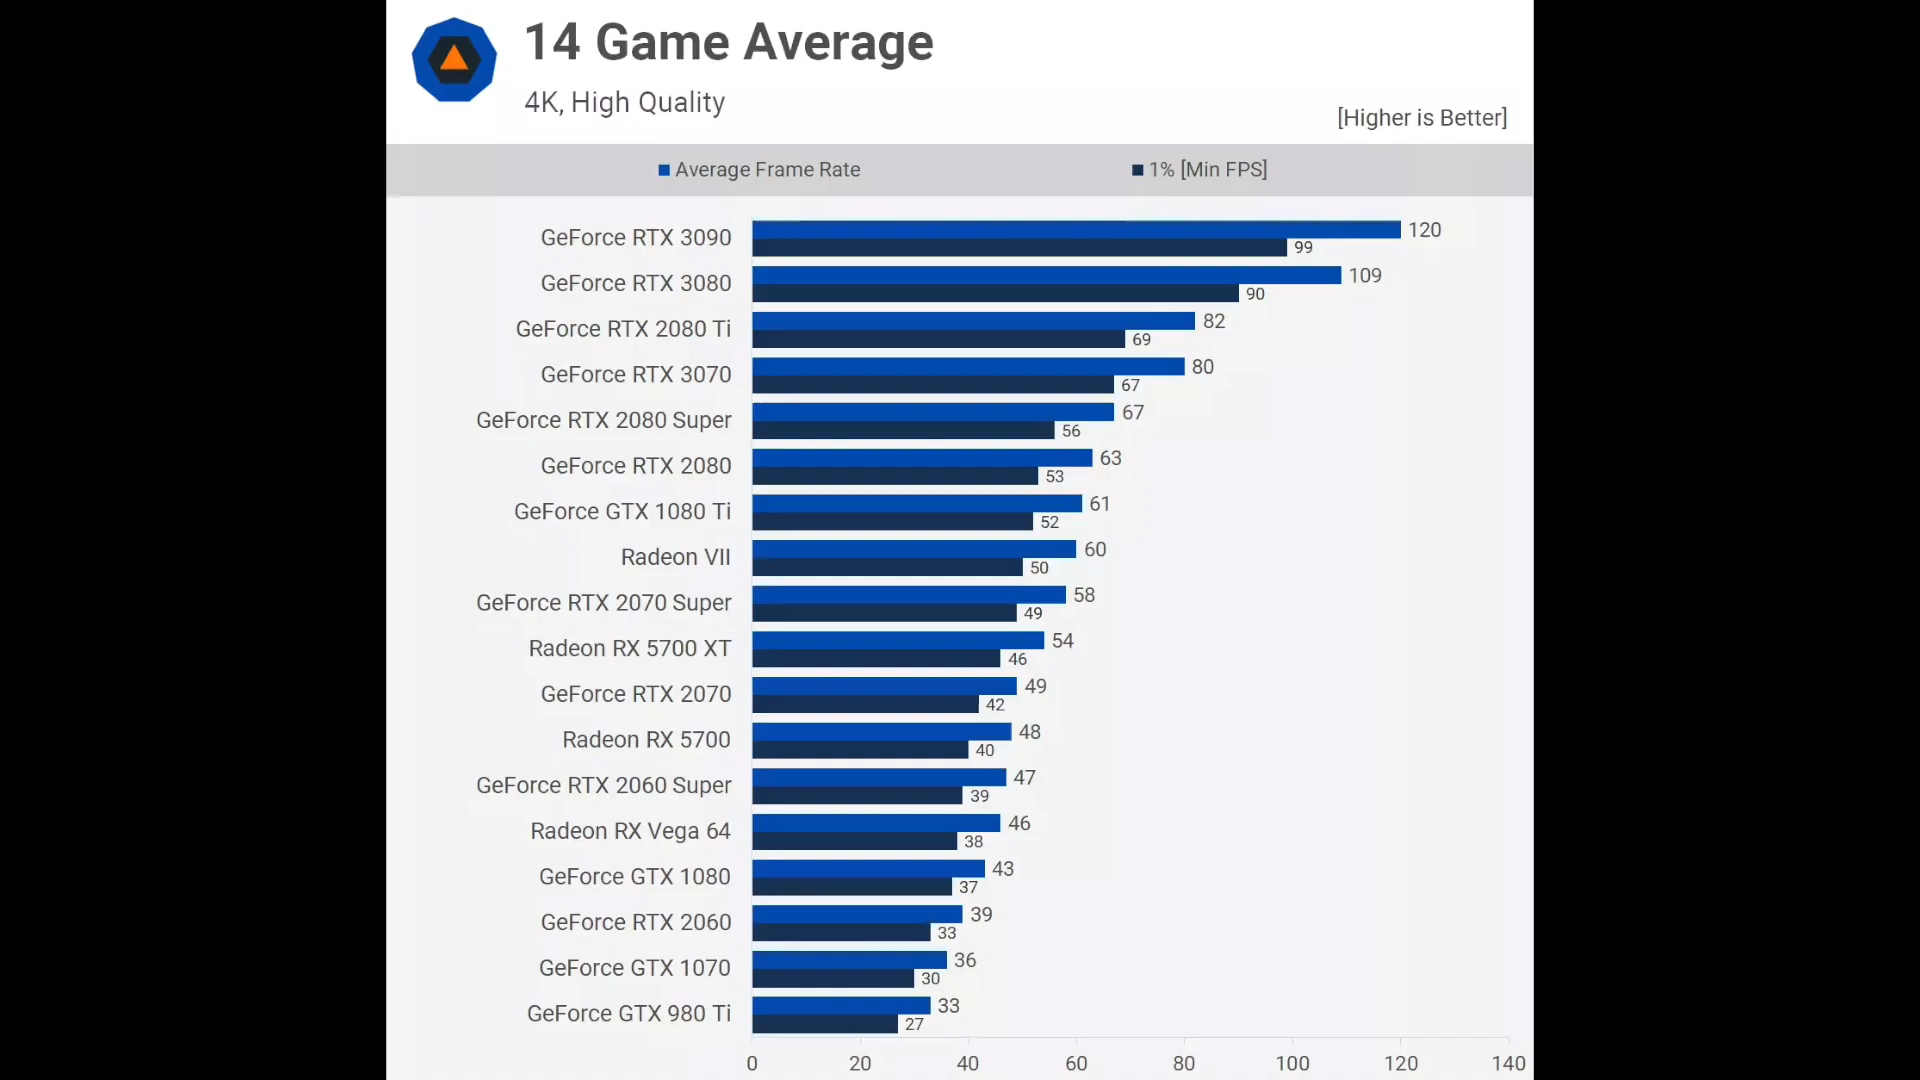 14 Game Average
4K, High Quality
[Higher is Better]
Average Frame Rate 1% [Min FPS]
GeForce RTX 3090 120 99
GeForce RTX 3080 109 90
GeForce RTX 2080 Ti 82 69
GeForce RTX 3070 80 67
GeForce RTX 2080 Super 67 56
GeForce RTX 2080 63 53
GeForce GTX 1080 Ti 61 52
Radeon VII 60 50
GeForce RTX 2070 Super 58 49
Radeon RX 5700 XT 54 46
GeForce RTX 2070 49 42
Radeon RX 5700 48 40
GeForce RTX 2060 Super 47 39
Radeon RX Vega 64 46 38
GeForce GTX 1080 43 37
GeForce RTX 2060 39 33
GeForce GTX 1070 36 30
GeForce GTX 980 Ti 33 27
0 20 40 60 80 100 120 140